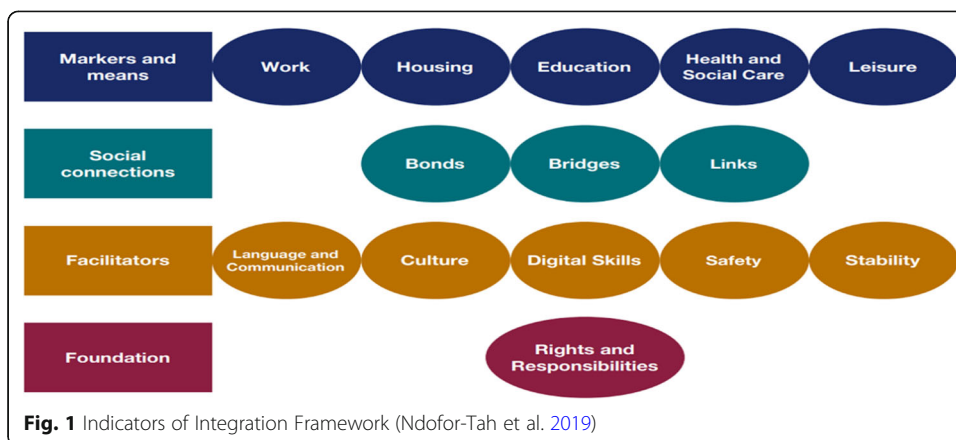 Markers and
means
Work
Housing
Education
Health and
Social Care
Leisure
Social
connections
Bonds
Bridges
Links
Facilitators
Language and
Communication
Culture
Digital Skills
Safety
Stability
Foundation
Rights and
Responsibilities
Fig. 1 Indicators of Integration Framework (Ndofor-Tah et al. 2019)